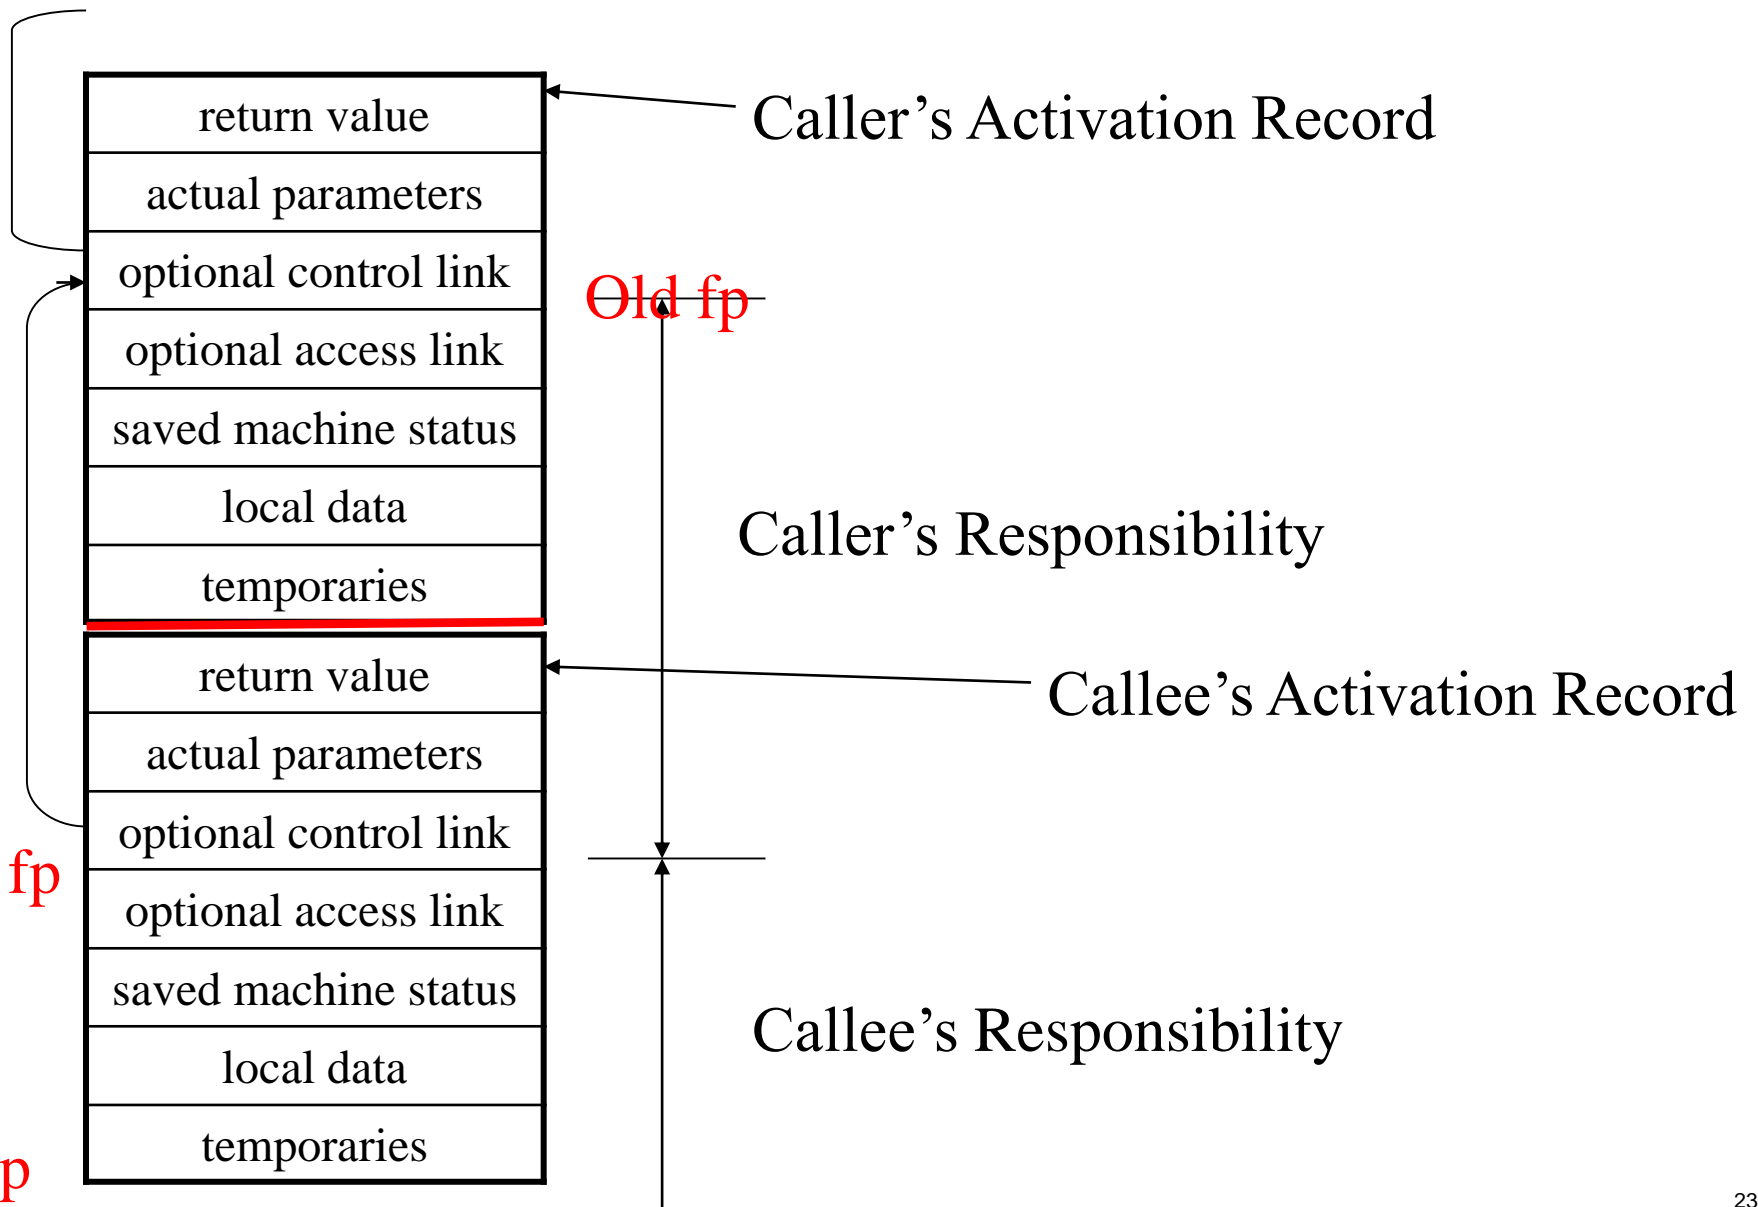 return value
Caller’s Activation Record
actual parameters
optional control link
Old fp
optional access link
saved machine status
local data
Caller’s Responsibility
temporaries
return value
Callee’s Activation Record
actual parameters
optional control link
fp
optional access link
saved machine status
Callee’s Responsibility
local data
temporaries
p
23